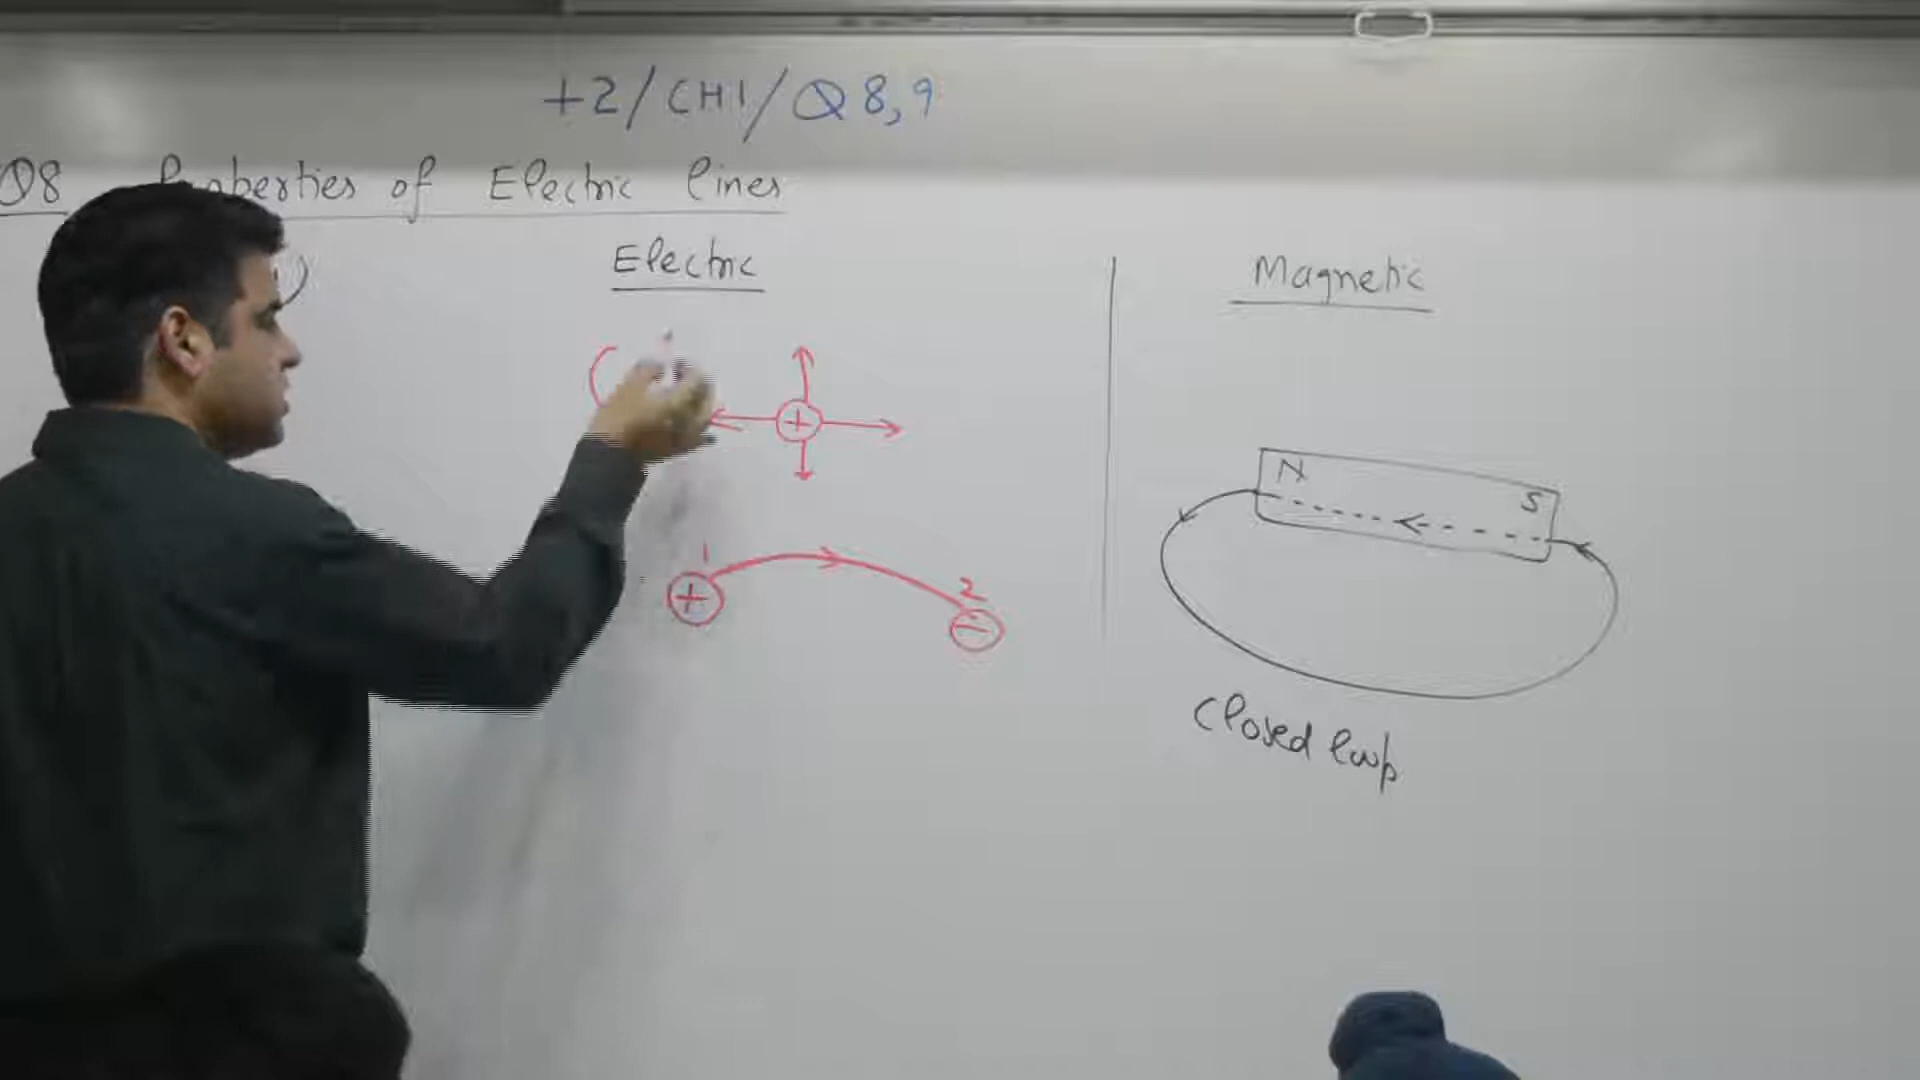 +2/CH1/Q8,9
Q8 Properties of Electric lines
Electric
Magnetic
+
N
S
1
+
2
-
Closed loop